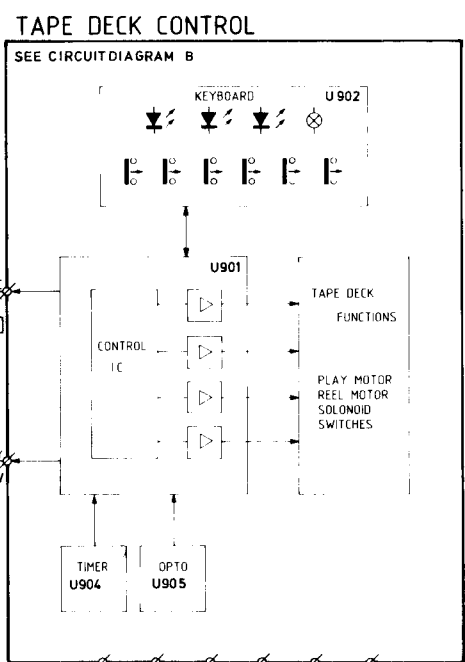 TAPE DECK CONTROL
SEE CIRCUITDIAGRAM B
KEYBOARD
U902
U901
CONTROL
IC
TAPE DECK
FUNCTIONS
PLAY MOTOR
REEL MOTOR
SOLONOID
SWITCHES
TIMER
U904
OPTO
U905